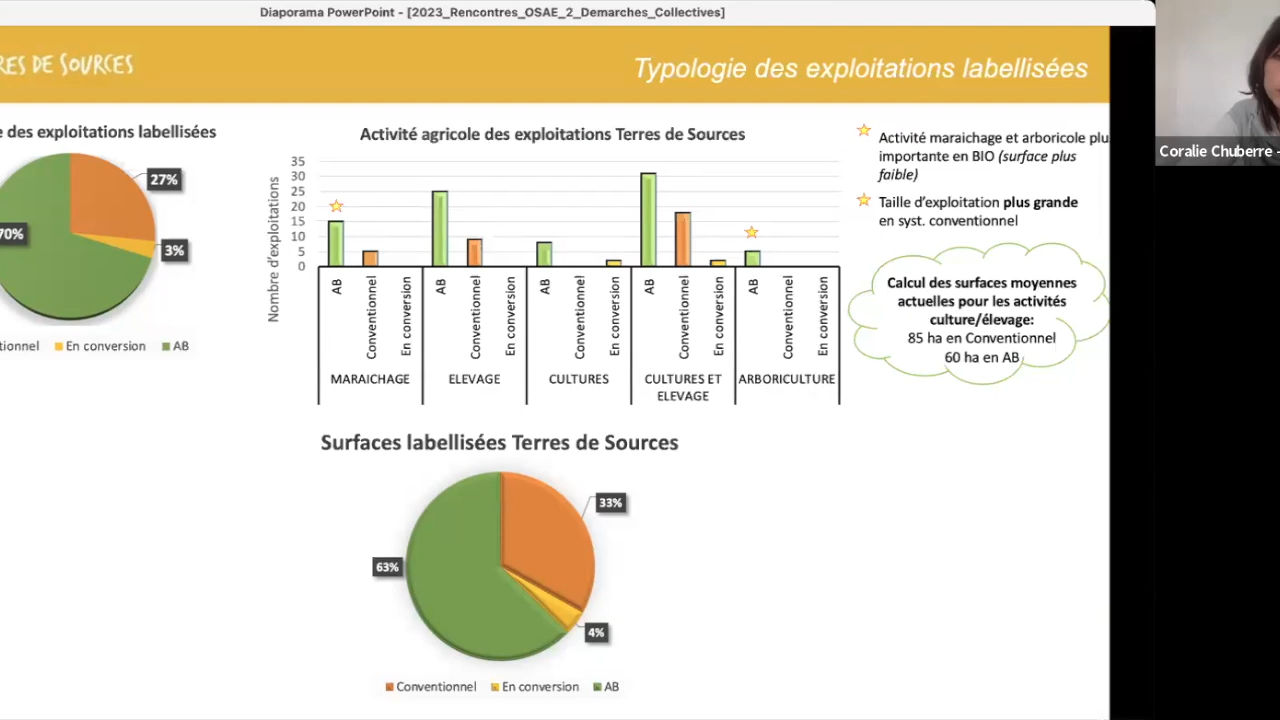 Diaporama PowerPoint - [2023_Rencontres_OSAE_2_Demarches_Collectives]
RES DE SOURCES
Typologie des exploitations labellisées
Coralie Chuberre -
e des exploitations labellisées
27%
70%
3%
tionnel En conversion AB
Activité agricole des exploitations Terres de Sources
Nombre d'exploitations
35
30
25
20
15
10
5
0
AB
Conventionnel
En conversion
AB
Conventionnel
En conversion
AB
Conventionnel
En conversion
AB
Conventionnel
En conversion
AB
Conventionnel
En conversion
MARAICHAGE
ELEVAGE
CULTURES
CULTURES ET
ELEVAGE
ARBORICULTURE
Activité maraichage et arboricole plu
importante en BIO (surface plus
faible)
Taille d'exploitation plus grande
en syst. conventionnel
Calcul des surfaces moyennes
actuelles pour les activités
culture/élevage:
85 ha en Conventionnel
60 ha en AB
Surfaces labellisées Terres de Sources
33%
63%
4%
Conventionnel En conversion AB